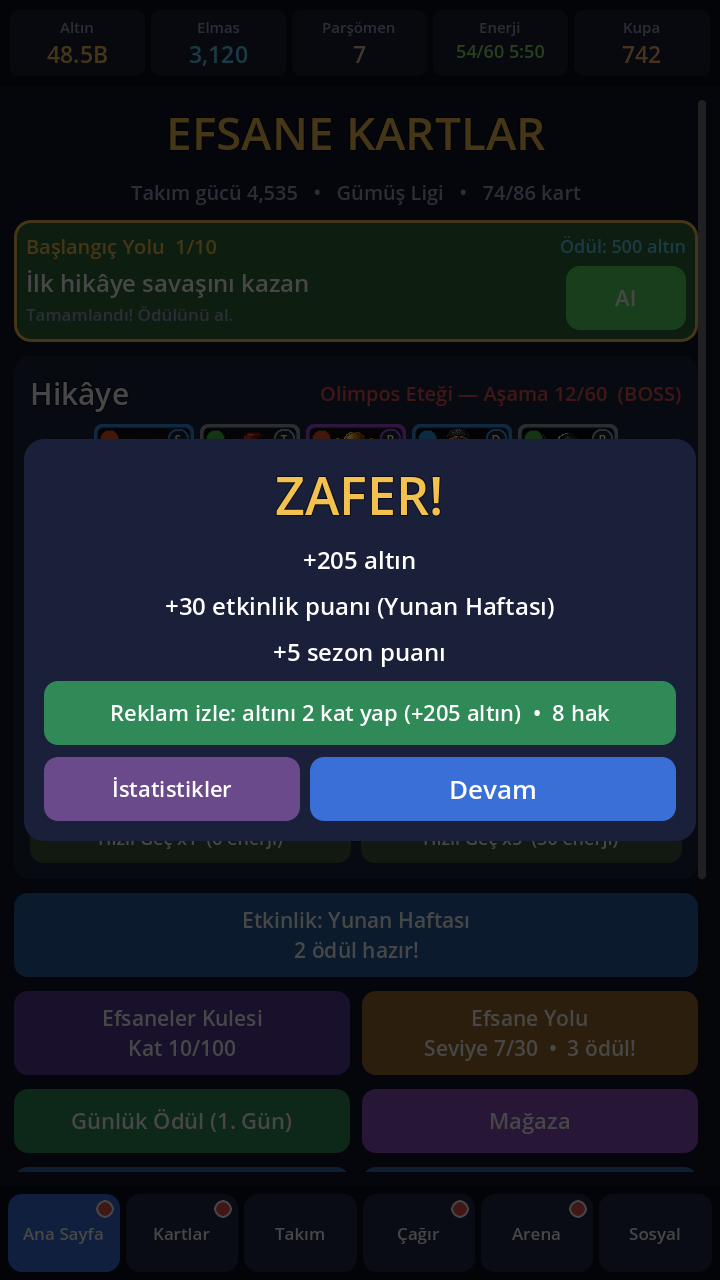 Altın Elmas Parşömen Enerji Kupa
48.5B 3,120 7 54/60 5:50 742
EFSANE KARTLAR
Takım gücü 4,535 • Gümüş Ligi • 74/86 kart
Başlangıç Yolu 1/10 Ödül: 500 altın
İlk hikâye savaşını kazan
Al
Tamamlandı! Ödülünü al.
Hikâye Olimpos Eteği — Aşama 12/60 (BOSS)
ZAFER!
+205 altın
+30 etkinlik puanı (Yunan Haftası)
+5 sezon puanı
Reklam izle: altını 2 kat yap (+205 altın) • 8 hak
İstatistikler Devam
Etkinlik: Yunan Haftası
2 ödül hazır!
Efsaneler Kulesi
Kat 10/100
Efsane Yolu
Seviye 7/30 • 3 ödül!
Günlük Ödül (1. Gün) Mağaza
Ana Sayfa Kartlar Takım Çağır Arena Sosyal